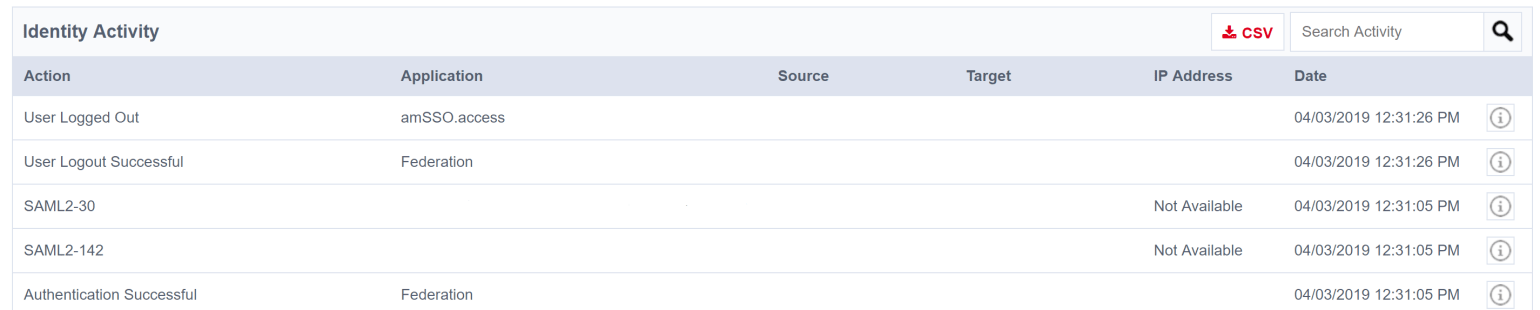 Identity Activity CSV Search Activity
Action Application Source Target IP Address Date
User Logged Out amSSO.access 04/03/2019 12:31:26 PM
User Logout Successful Federation 04/03/2019 12:31:26 PM
SAML2-30 Not Available 04/03/2019 12:31:05 PM
SAML2-142 Not Available 04/03/2019 12:31:05 PM
Authentication Successful Federation 04/03/2019 12:31:05 PM